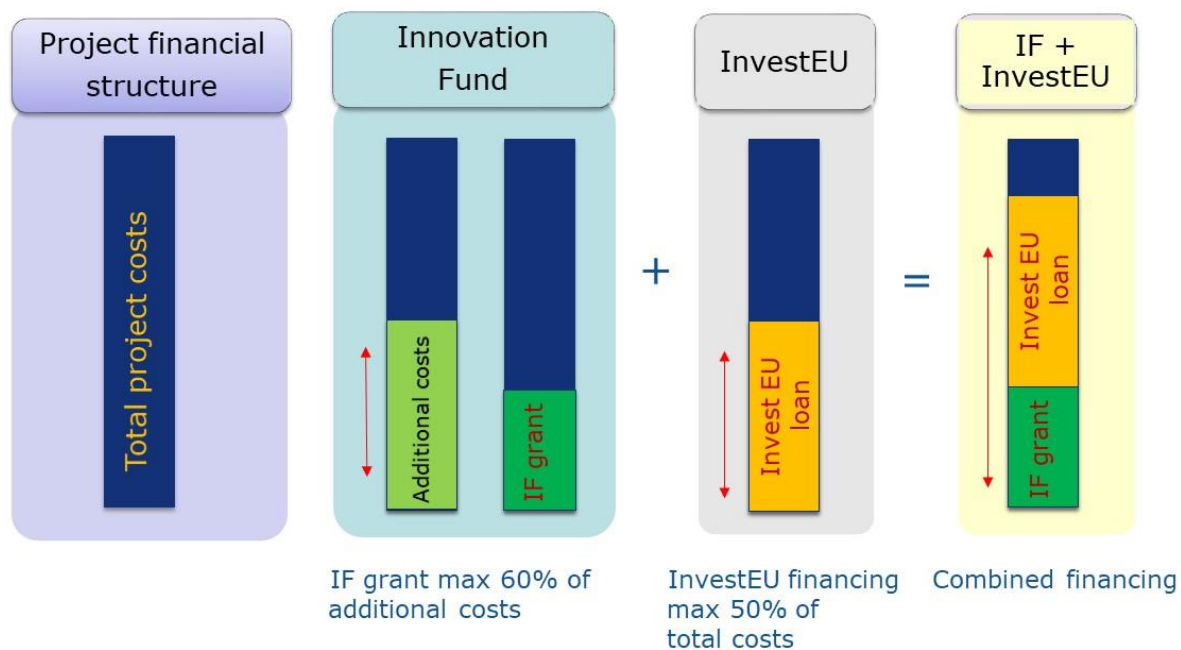 Project financial
structure
Innovation
Fund
InvestEU
IF +
InvestEU
Total project costs
Additional costs
IF grant
+
Invest EU
loan
=
Invest EU
loan
IF grant
IF grant max 60% of
additional costs
InvestEU financing
max 50% of
total costs
Combined financing